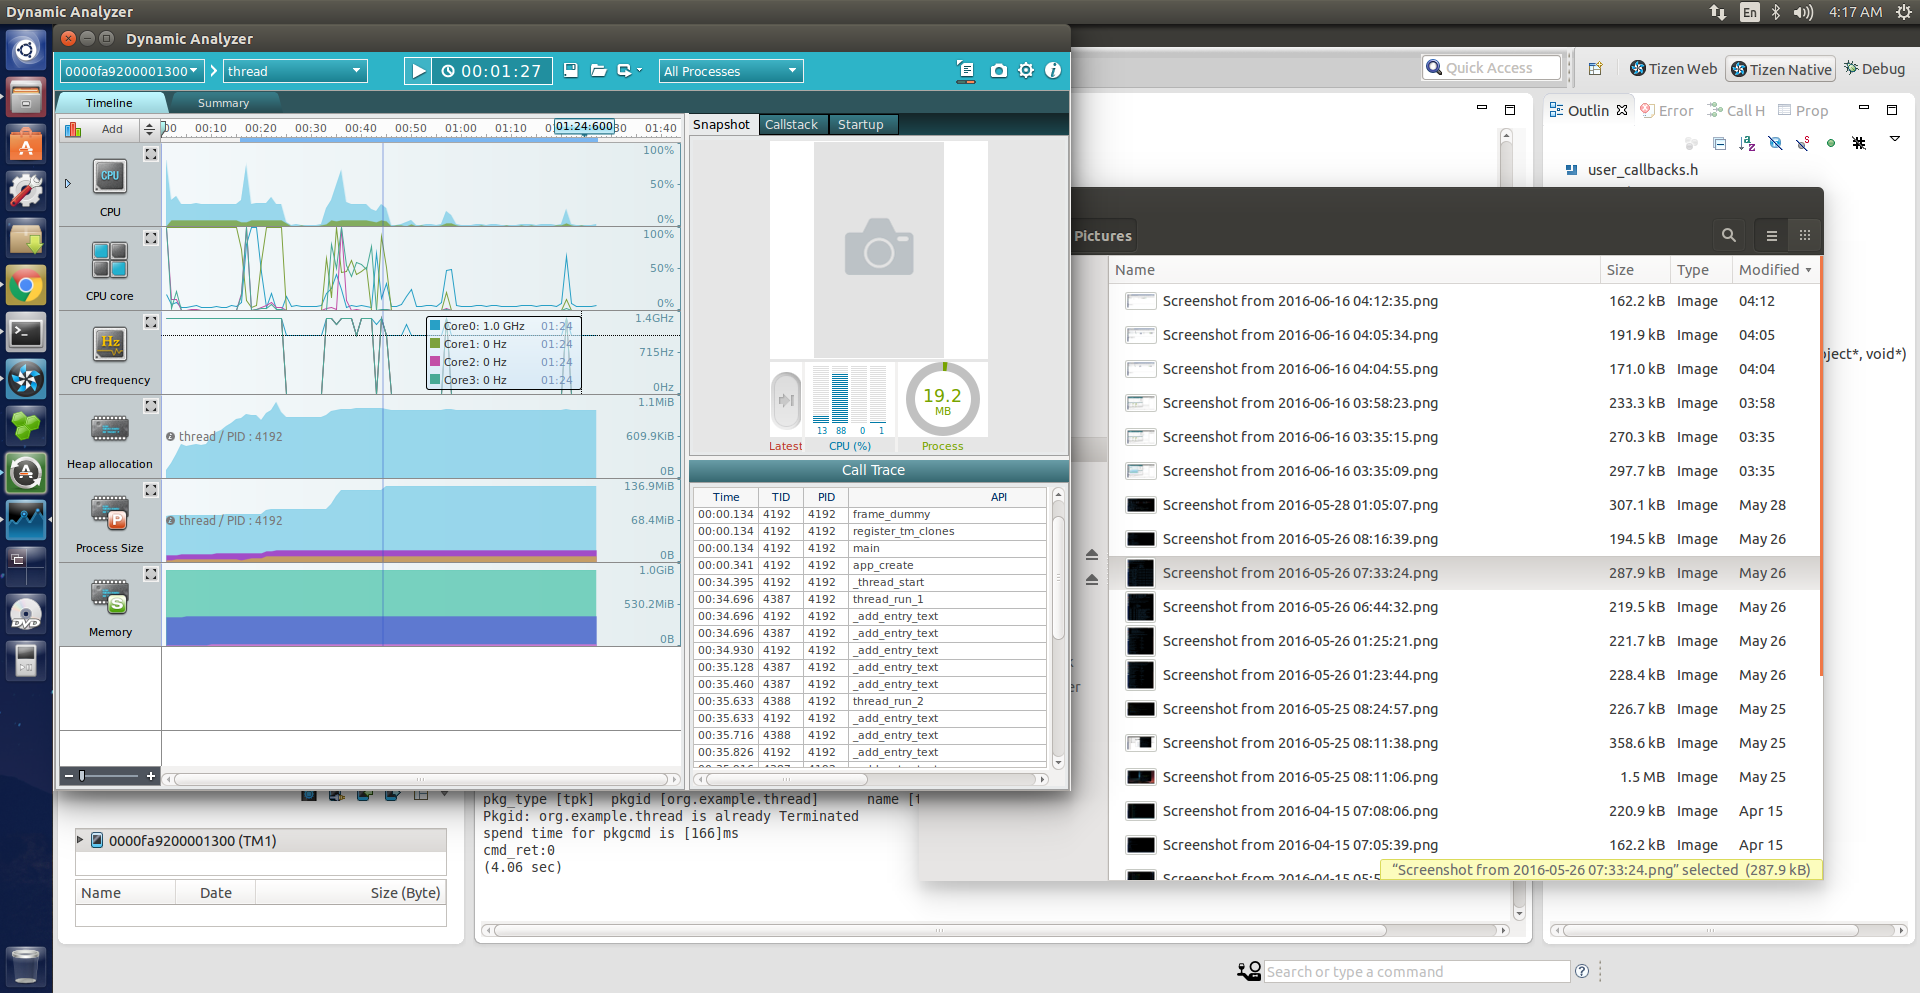 Dynamic Analyzer
En
4:17 AM
Dynamic Analyzer
0000fa9200001300
thread
00:01:27
All Processes
Quick Access
Tizen Web
Tizen Native
Debug
Timeline
Summary
Add
00 00:10 00:20 00:30 00:40 00:50 01:00 01:10 01:24:600 30 01:40
Snapshot
Callstack
Startup
Outlin
Error
Call H
Prop
user_callbacks.h
CPU
CPU
100%
50%
0%
CPU core
100%
50%
0%
Hz
CPU frequency
1.4GHz
715Hz
0Hz
Core0: 1.0 GHz 01:24
Core1: 0 Hz 01:24
Core2: 0 Hz 01:24
Core3: 0 Hz 01:24
Heap allocation
thread / PID : 4192
1.1MiB
609.9KiB
0B
P
Process Size
thread / PID : 4192
136.9MiB
68.4MiB
0B
S
Memory
1.0GiB
530.2MiB
0B
13 88 0 1
19.2
MB
Latest
CPU (%)
Process
Call Trace
Time TID PID API
00:00.134 4192 4192 frame_dummy
00:00.134 4192 4192 register_tm_clones
00:00.134 4192 4192 main
00:00.341 4192 4192 app_create
00:34.395 4192 4192 _thread_start
00:34.696 4387 4192 thread_run_1
00:34.696 4192 4192 _add_entry_text
00:34.696 4387 4192 _add_entry_text
00:34.930 4192 4192 _add_entry_text
00:35.128 4387 4192 _add_entry_text
00:35.460 4387 4192 _add_entry_text
00:35.633 4388 4192 thread_run_2
00:35.633 4192 4192 _add_entry_text
00:35.716 4388 4192 _add_entry_text
00:35.826 4192 4192 _add_entry_text
Pictures
Name Size Type Modified
Screenshot from 2016-06-16 04:12:35.png 162.2 kB Image 04:12
Screenshot from 2016-06-16 04:05:34.png 191.9 kB Image 04:05
Screenshot from 2016-06-16 04:04:55.png 171.0 kB Image 04:04
Screenshot from 2016-06-16 03:58:23.png 233.3 kB Image 03:58
Screenshot from 2016-06-16 03:35:15.png 270.3 kB Image 03:35
Screenshot from 2016-06-16 03:35:09.png 297.7 kB Image 03:35
Screenshot from 2016-05-28 01:05:07.png 307.1 kB Image May 28
Screenshot from 2016-05-26 08:16:39.png 194.5 kB Image May 26
Screenshot from 2016-05-26 07:33:24.png 287.9 kB Image May 26
Screenshot from 2016-05-26 06:44:32.png 219.5 kB Image May 26
Screenshot from 2016-05-26 01:25:21.png 221.7 kB Image May 26
Screenshot from 2016-05-26 01:23:44.png 228.4 kB Image May 26
Screenshot from 2016-05-25 08:24:57.png 226.7 kB Image May 25
Screenshot from 2016-05-25 08:11:38.png 358.6 kB Image May 25
Screenshot from 2016-05-25 08:11:06.png 1.5 MB Image May 25
Screenshot from 2016-04-15 07:08:06.png 220.9 kB Image Apr 15
Screenshot from 2016-04-15 07:05:39.png 162.2 kB Image Apr 15
Screenshot from 2016-04-15 05:5
"Screenshot from 2016-05-26 07:33:24.png" selected (287.9 kB)
ject*, void*)
er
0000fa9200001300 (TM1)
Name Date Size (Byte)
pkg_type [tpk] pkgid [org.example.thread] name [t
Pkgid: org.example.thread is already Terminated
spend time for pkgcmd is [166]ms
cmd_ret:0
(4.06 sec)
Search or type a command